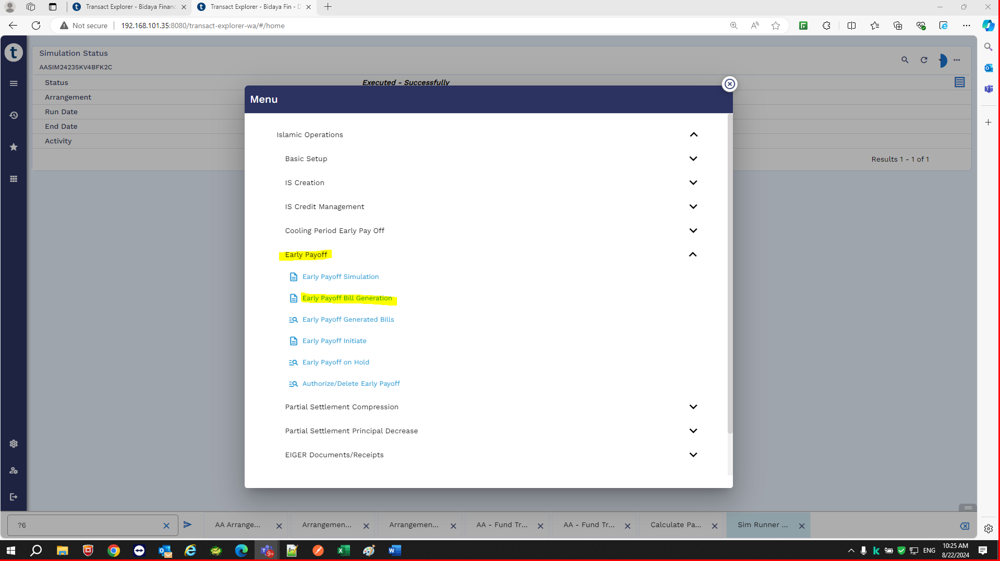 Transact Explorer - Bidaya Financ
Transact Explorer - Bidaya Fin - D
Not secure
192.168.101.35:8080/transact-explorer-wa/#/home
t
Simulation Status
AASIM24235KV4BFK2C
Status
Executed - Successfully
Arrangement
Run Date
End Date
Activity
Results 1 - 1 of 1
Menu
Islamic Operations
Basic Setup
IS Creation
IS Credit Management
Cooling Period Early Pay Off
Early Payoff
Early Payoff Simulation
Early Payoff Bill Generation
Early Payoff Generated Bills
Early Payoff Initiate
Early Payoff on Hold
Authorize/Delete Early Payoff
Partial Settlement Compression
Partial Settlement Principal Decrease
EIGER Documents/Receipts
?6
AA Arrange...
Arrangemen...
Arrangemen...
AA - Fund Tr...
AA - Fund Tr...
Calculate Pa...
Sim Runner ...
9+
ENG
10:25 AM
8/22/2024